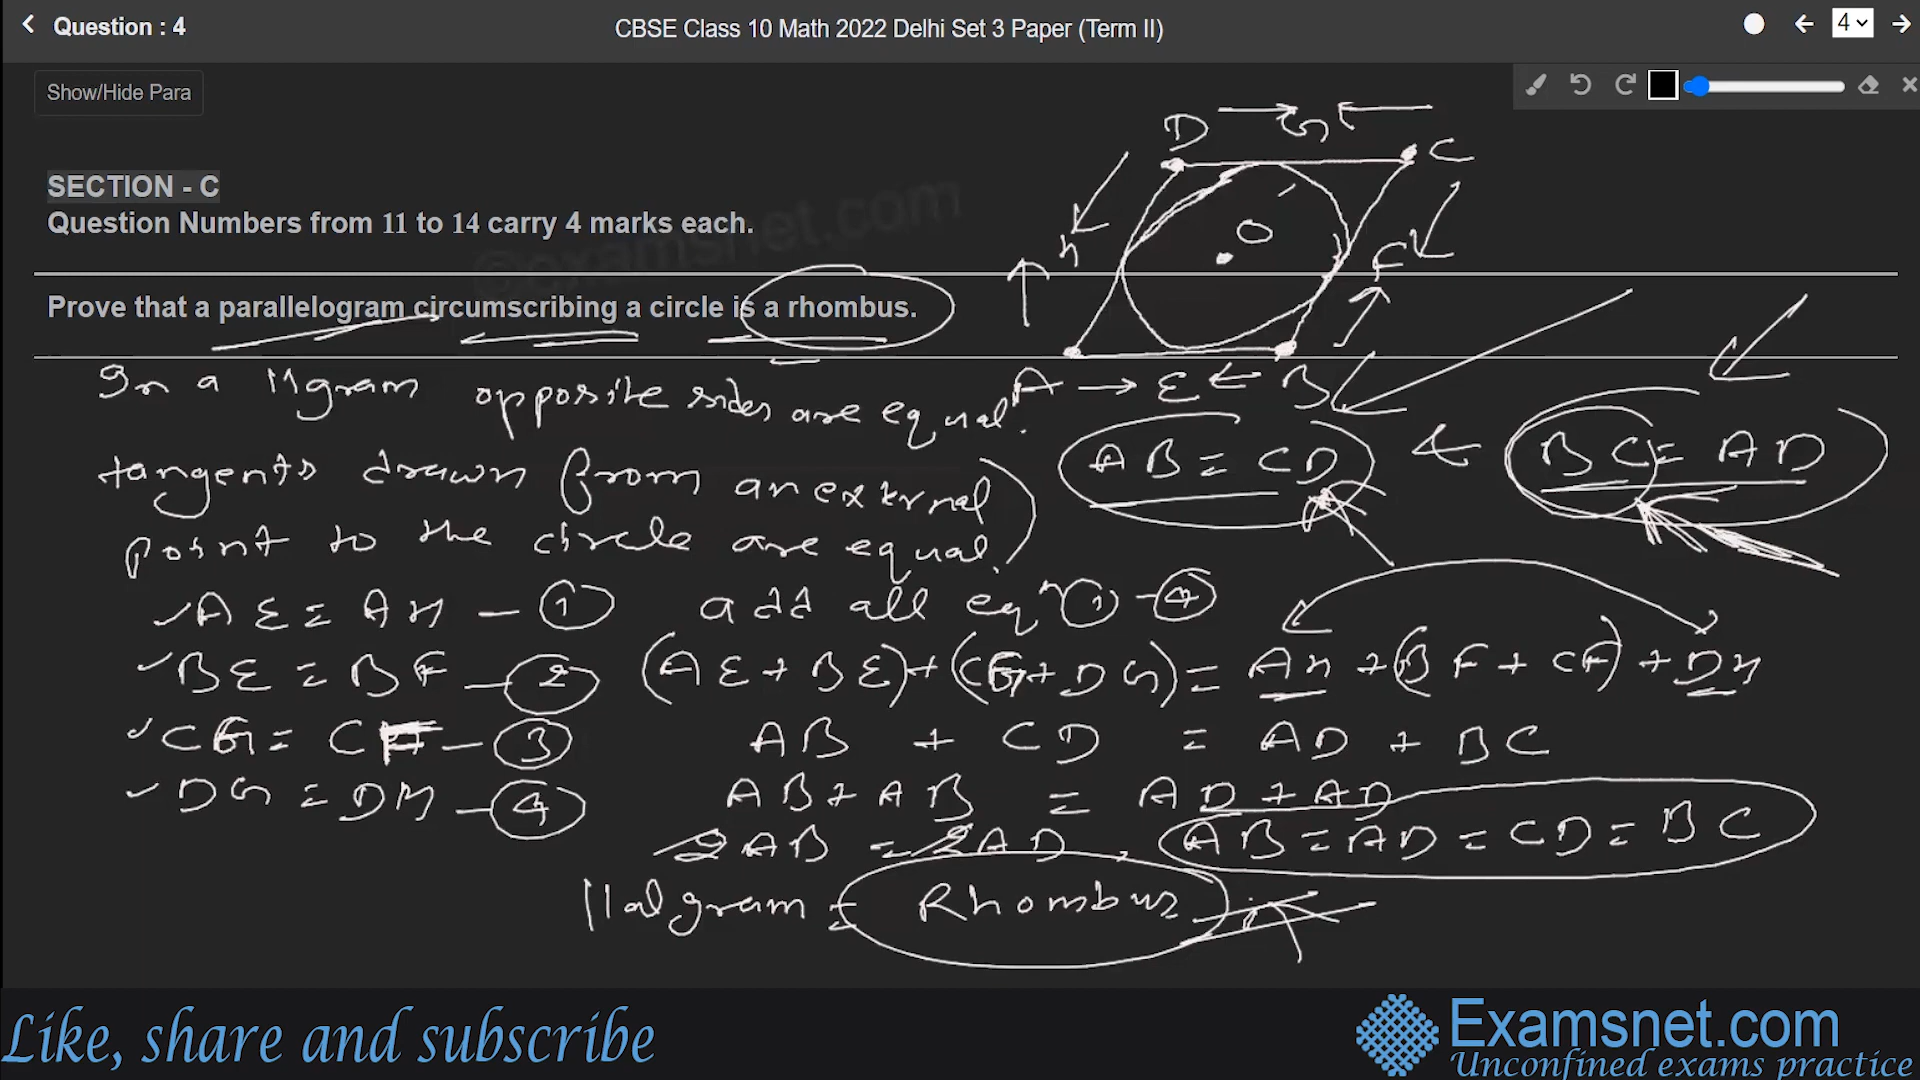 Question : 4
CBSE Class 10 Math 2022 Delhi Set 3 Paper (Term II)
4
Show/Hide Para
SECTION - C
Question Numbers from 11 to 14 carry 4 marks each.
©examsnet.com
Prove that a parallelogram circumscribing a circle is a rhombus.
D → G ← C
H O F
A → E ← B
In a ||gram opposite sides are equal.
AB = CD & BC = AD
tangents drawn from an external
point to the circle are equal.
AE = AH - ①
BE = BF - ②
CG = CF - ③
DG = DH - ④
add all eqn ① - ④
(AE + BE) + (CG + DG) = AH + (BF + CF) + DH
AB + CD = AD + BC
AB + AB = AD + AD
2AB = 2AD, AB = AD = CD = BC
||algram = Rhombus
Like, share and subscribe
Examsnet.com
Unconfined exams practice